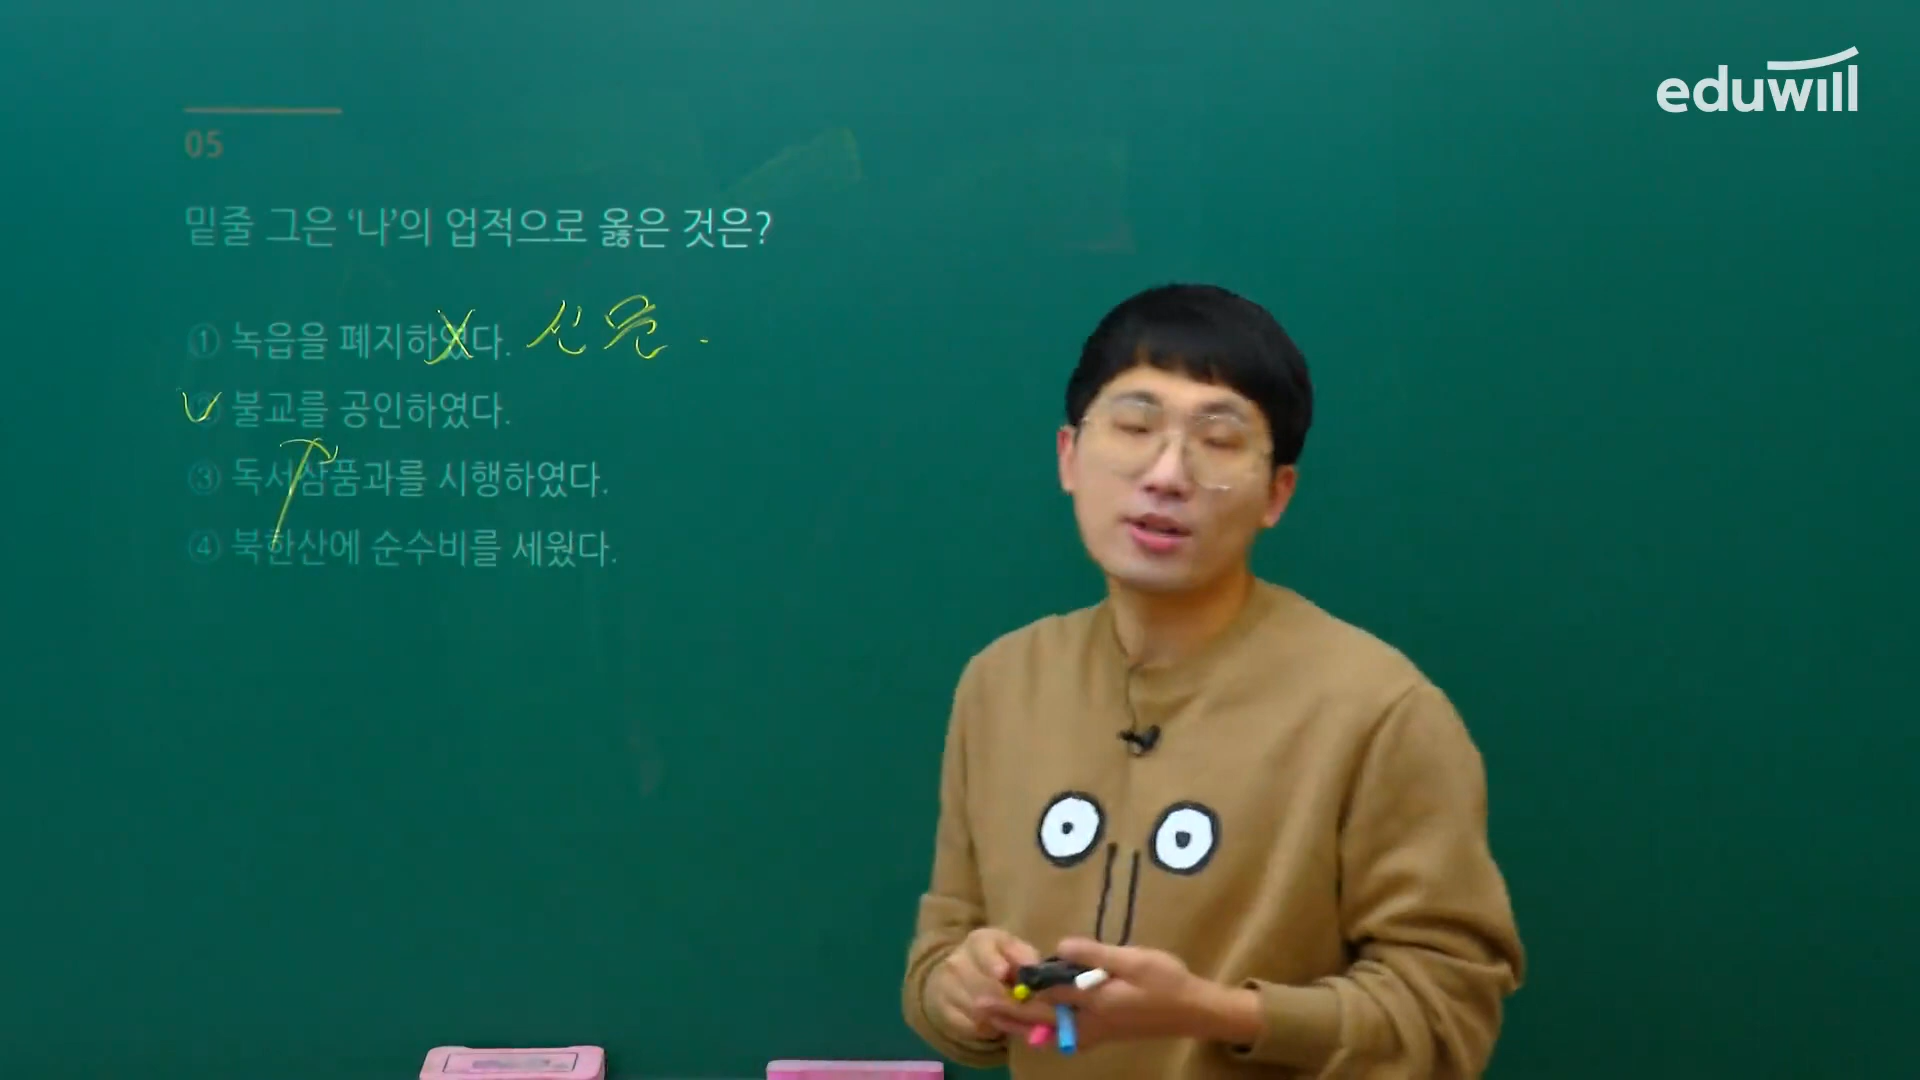 eduwill
05
밑줄 그은 ‘나’의 업적으로 옳은 것은?
① 녹읍을 폐지하였다. 신문.
② 불교를 공인하였다.
③ 독서삼품과를 시행하였다.
④ 북한산에 순수비를 세웠다.